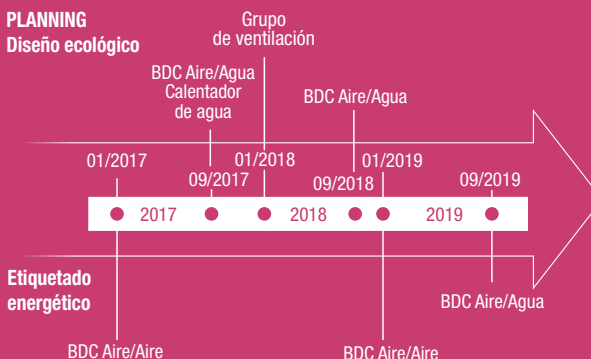 PLANNING
Diseño ecológico
Grupo
de ventilación
BDC Aire/Agua
Calentador
de agua
BDC Aire/Agua
01/2017
09/2017
01/2018
09/2018
01/2019
09/2019
2017
2018
2019
Etiquetado
energético
BDC Aire/Agua
BDC Aire/Aire
BDC Aire/Aire